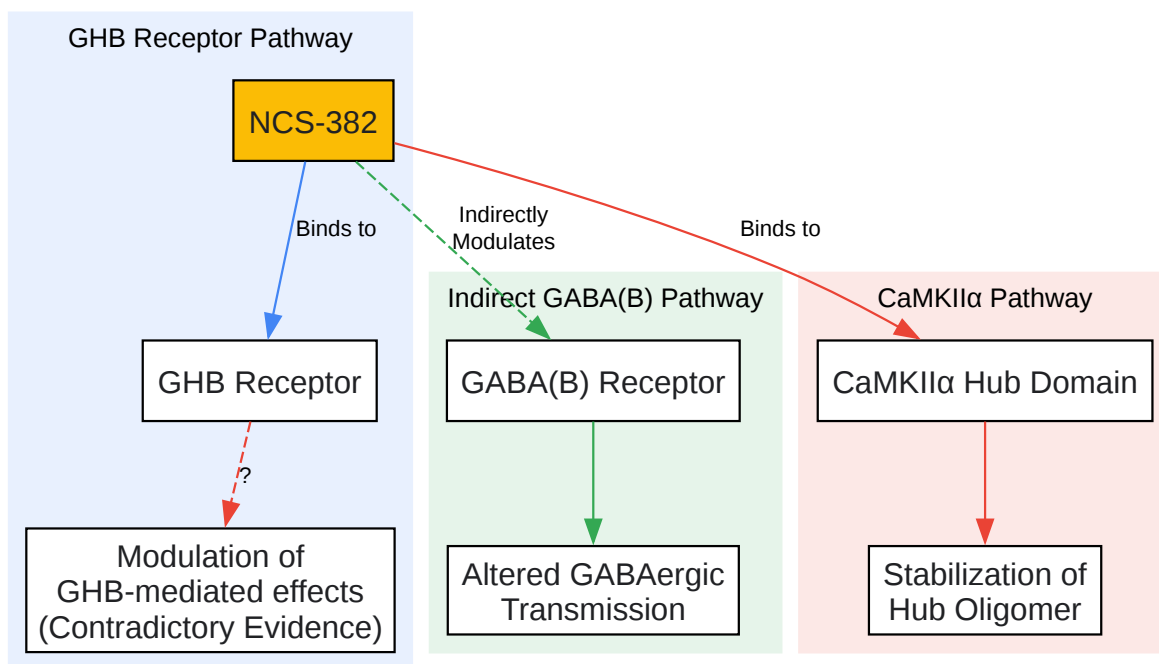 GHB Receptor Pathway
NCS-382
Binds to
Indirectly
Modulates
Binds to
Indirect GABA(B) Pathway
CaMKIIα Pathway
GHB Receptor
GABA(B) Receptor
CaMKIIα Hub Domain
?
Modulation of
GHB-mediated effects
(Contradictory Evidence)
Altered GABAergic
Transmission
Stabilization of
Hub Oligomer